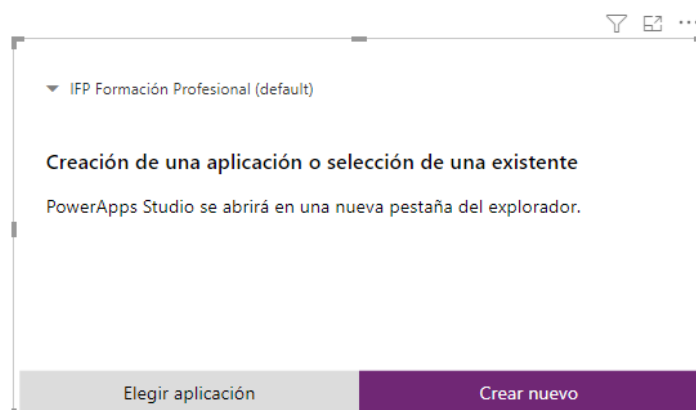 IFP Formación Profesional (default)
Creación de una aplicación o selección de una existente
PowerApps Studio se abrirá en una nueva pestaña del explorador.
Elegir aplicación
Crear nuevo